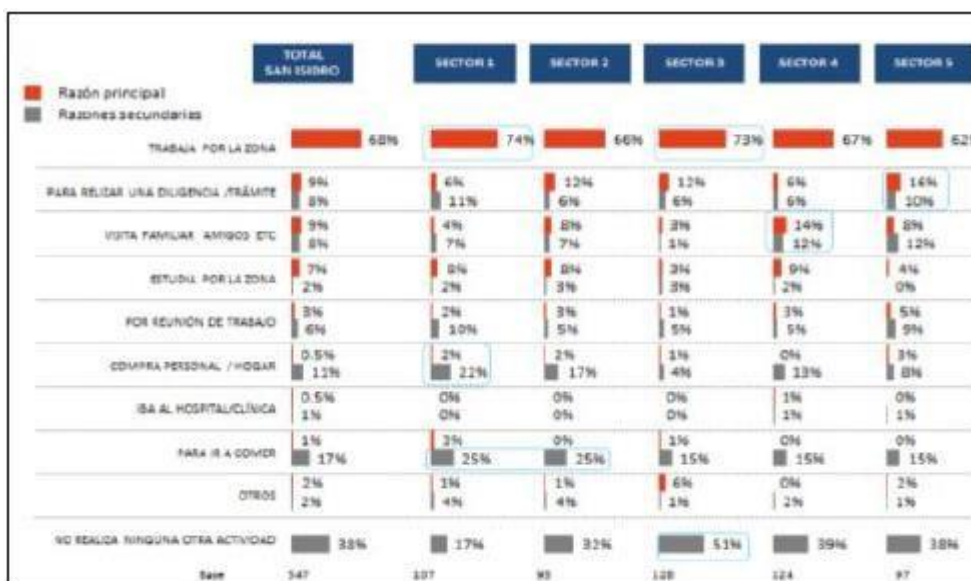 TOTAL SAN ISIDRO SECTOR 1 SECTOR 2 SECTOR 3 SECTOR 4 SECTOR 5
Razón principal
Razones secundarias
TRABAJA POR LA ZONA 68% 74% 66% 73% 67% 62%
PARA RELIZAR UNA DILIGENCIA /TRÁMITE 9% 6% 12% 12% 6% 16%
8% 11% 6% 6% 6% 10%
VISITA FAMILIAR AMIGOS ETC 9% 4% 8% 3% 14% 8%
8% 7% 7% 1% 12% 12%
ESTUDIA POR LA ZONA 7% 8% 8% 3% 9% 4%
2% 2% 3% 3% 2% 0%
POR REUNIÓN DE TRABAJO 3% 2% 3% 1% 3% 5%
6% 10% 5% 5% 5% 9%
COMPRA PERSONAL / HOGAR 0.5% 2% 2% 1% 0% 3%
11% 22% 17% 4% 13% 8%
IBA AL HOSPITAL/CLÍNICA 0.5% 0% 0% 0% 1% 0%
1% 0% 0% 0% 1% 1%
PARA IR A COMER 1% 3% 0% 1% 0% 0%
17% 25% 25% 15% 15% 15%
OTROS 2% 1% 1% 6% 0% 2%
2% 4% 4% 1% 2% 1%
NO REALIZA NINGUNA OTRA ACTIVIDAD 17% 32% 51% 39% 38%
Base 547 107 124 97